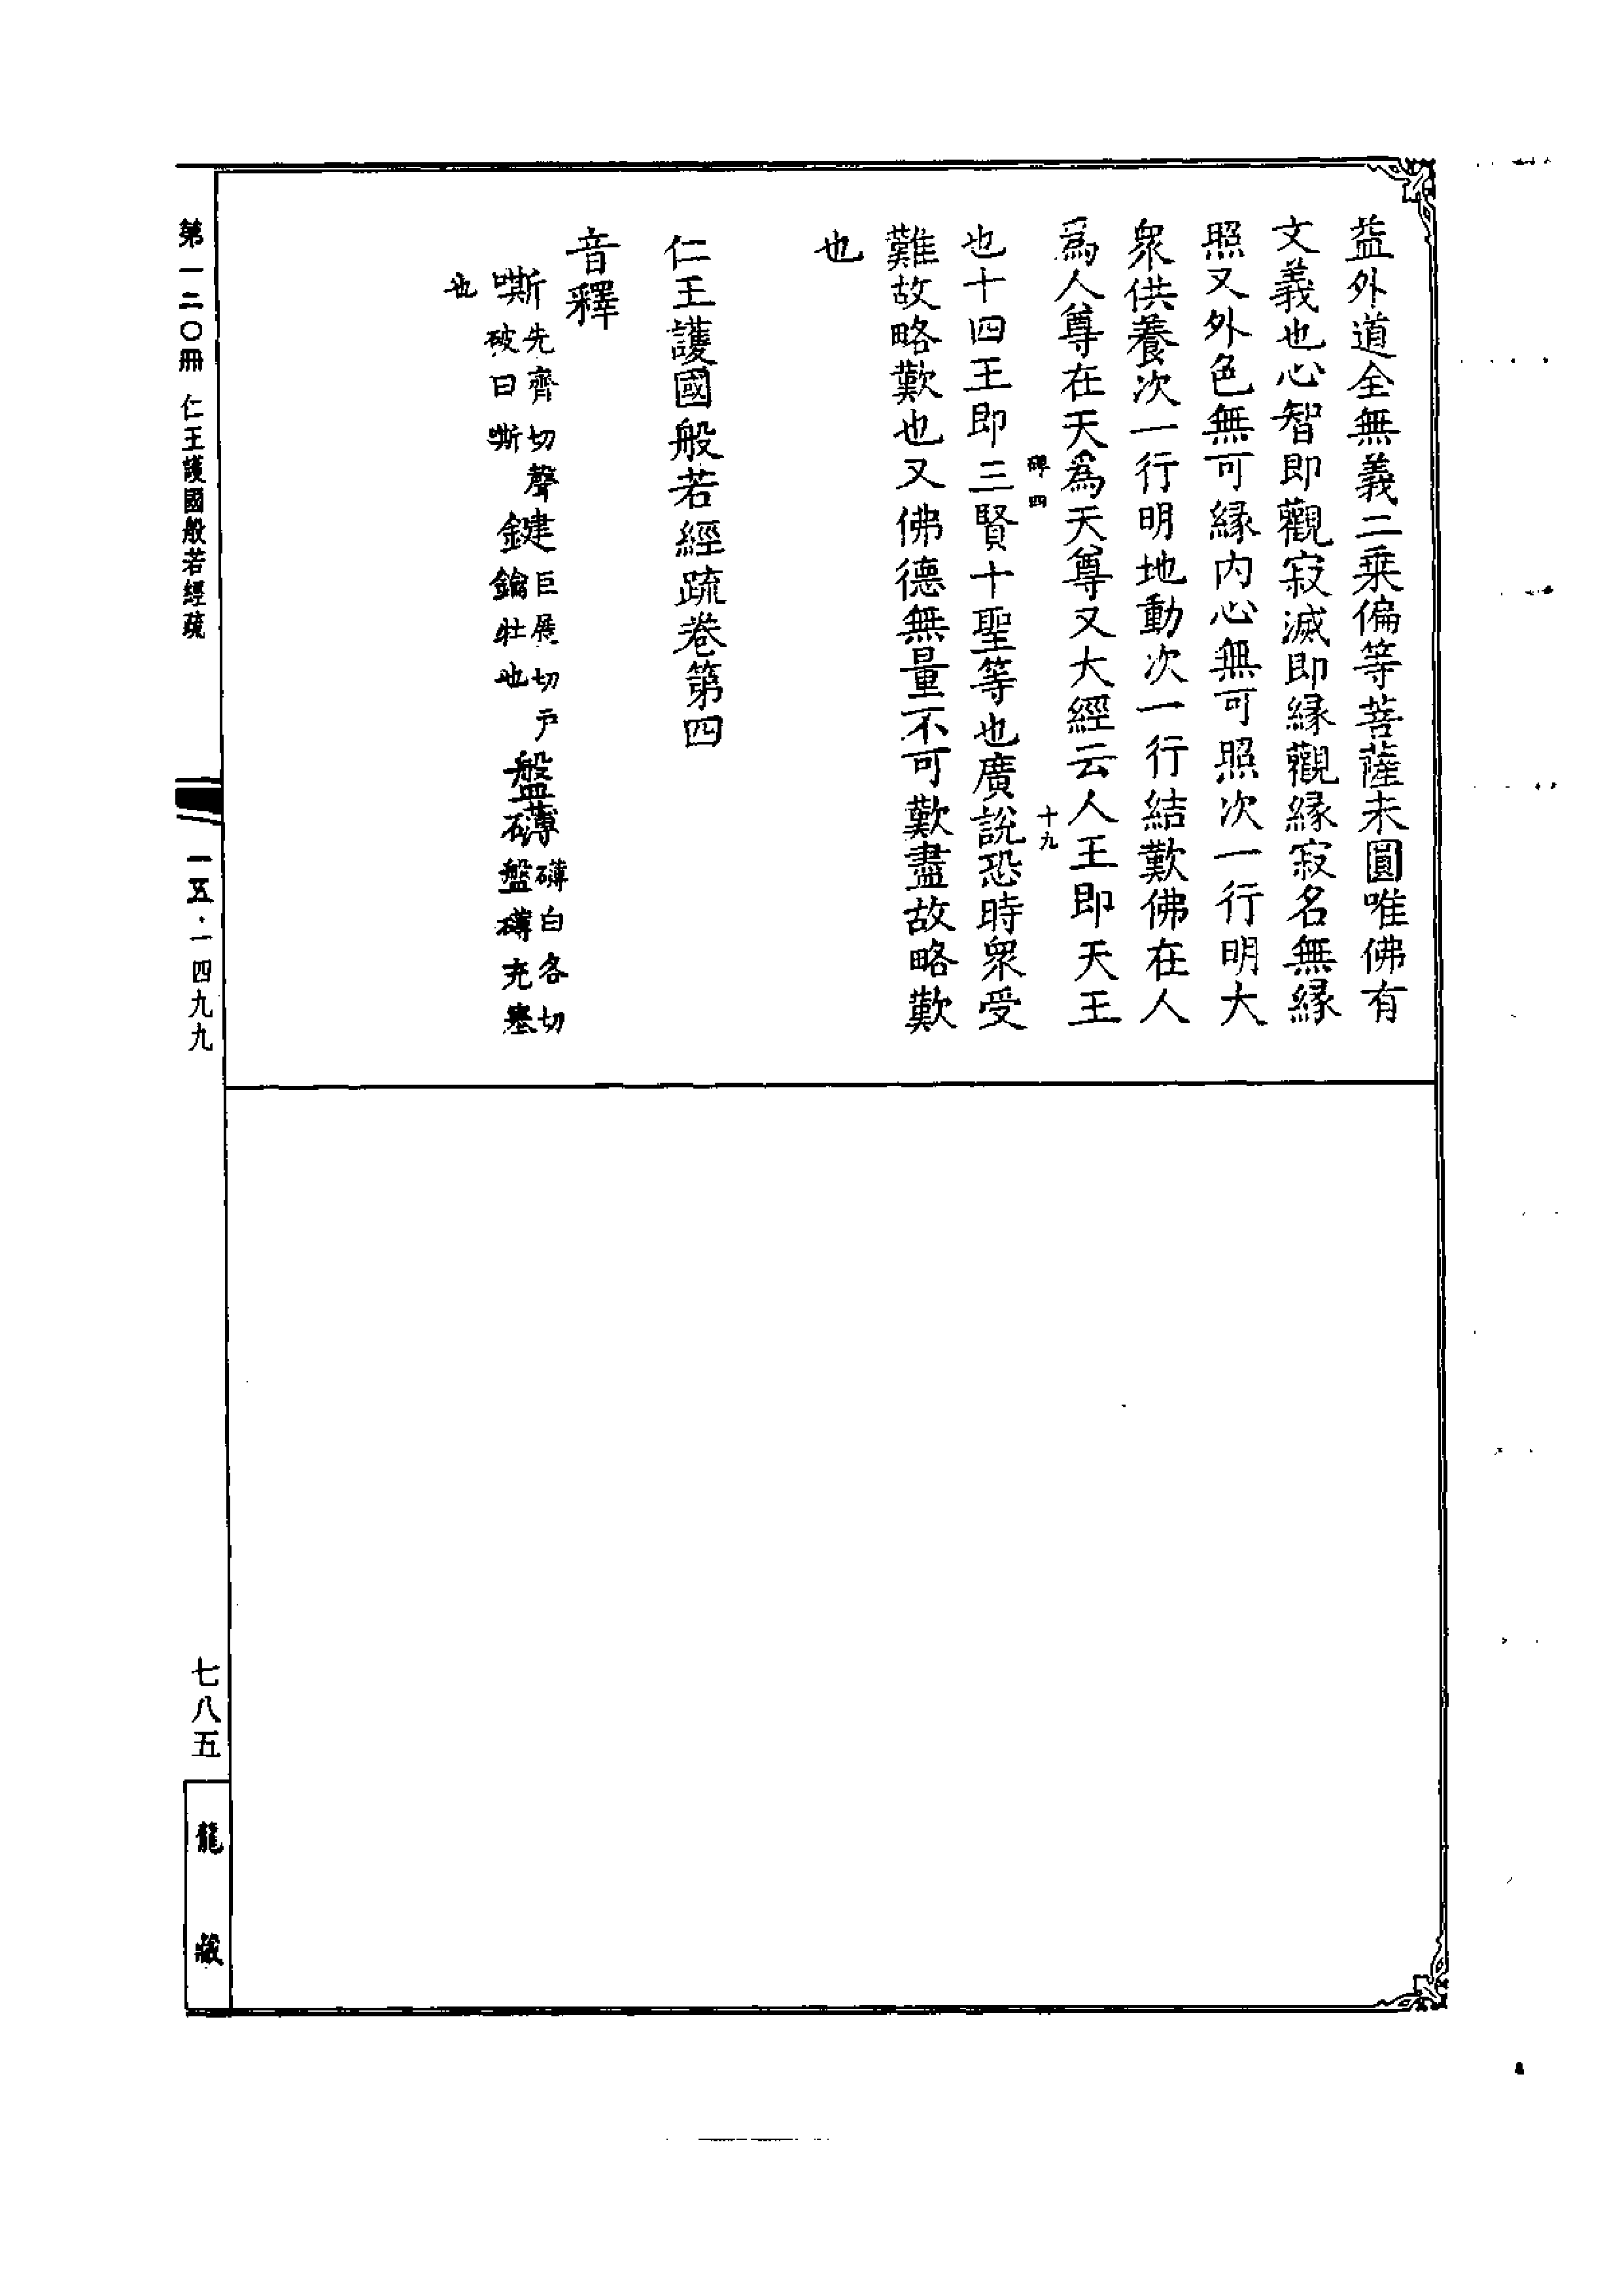 益外道全無義二乗偏等菩薩未圓唯佛有
文義也心智即觀寂滅即縁觀縁寂名無縁
照又外色無可縁内心無可照次一行明大
衆供養次一行明地動次一行結歎佛在人
爲人尊在天爲天尊又大經云人王即天王
碑四 十九
也十四王即三賢十聖等也廣說恐時衆受
難故略歎也又佛德無量不可歎盡故略歎
也
仁王護國般若經疏卷第四
音釋
嘶先齊切聲破曰嘶 鍵巨展切戸鑰牡也 盤礴礴白各切盤礴充塞
也
第一二〇冊 仁王護國般若經疏
一五·一四九九
七八五
龍藏